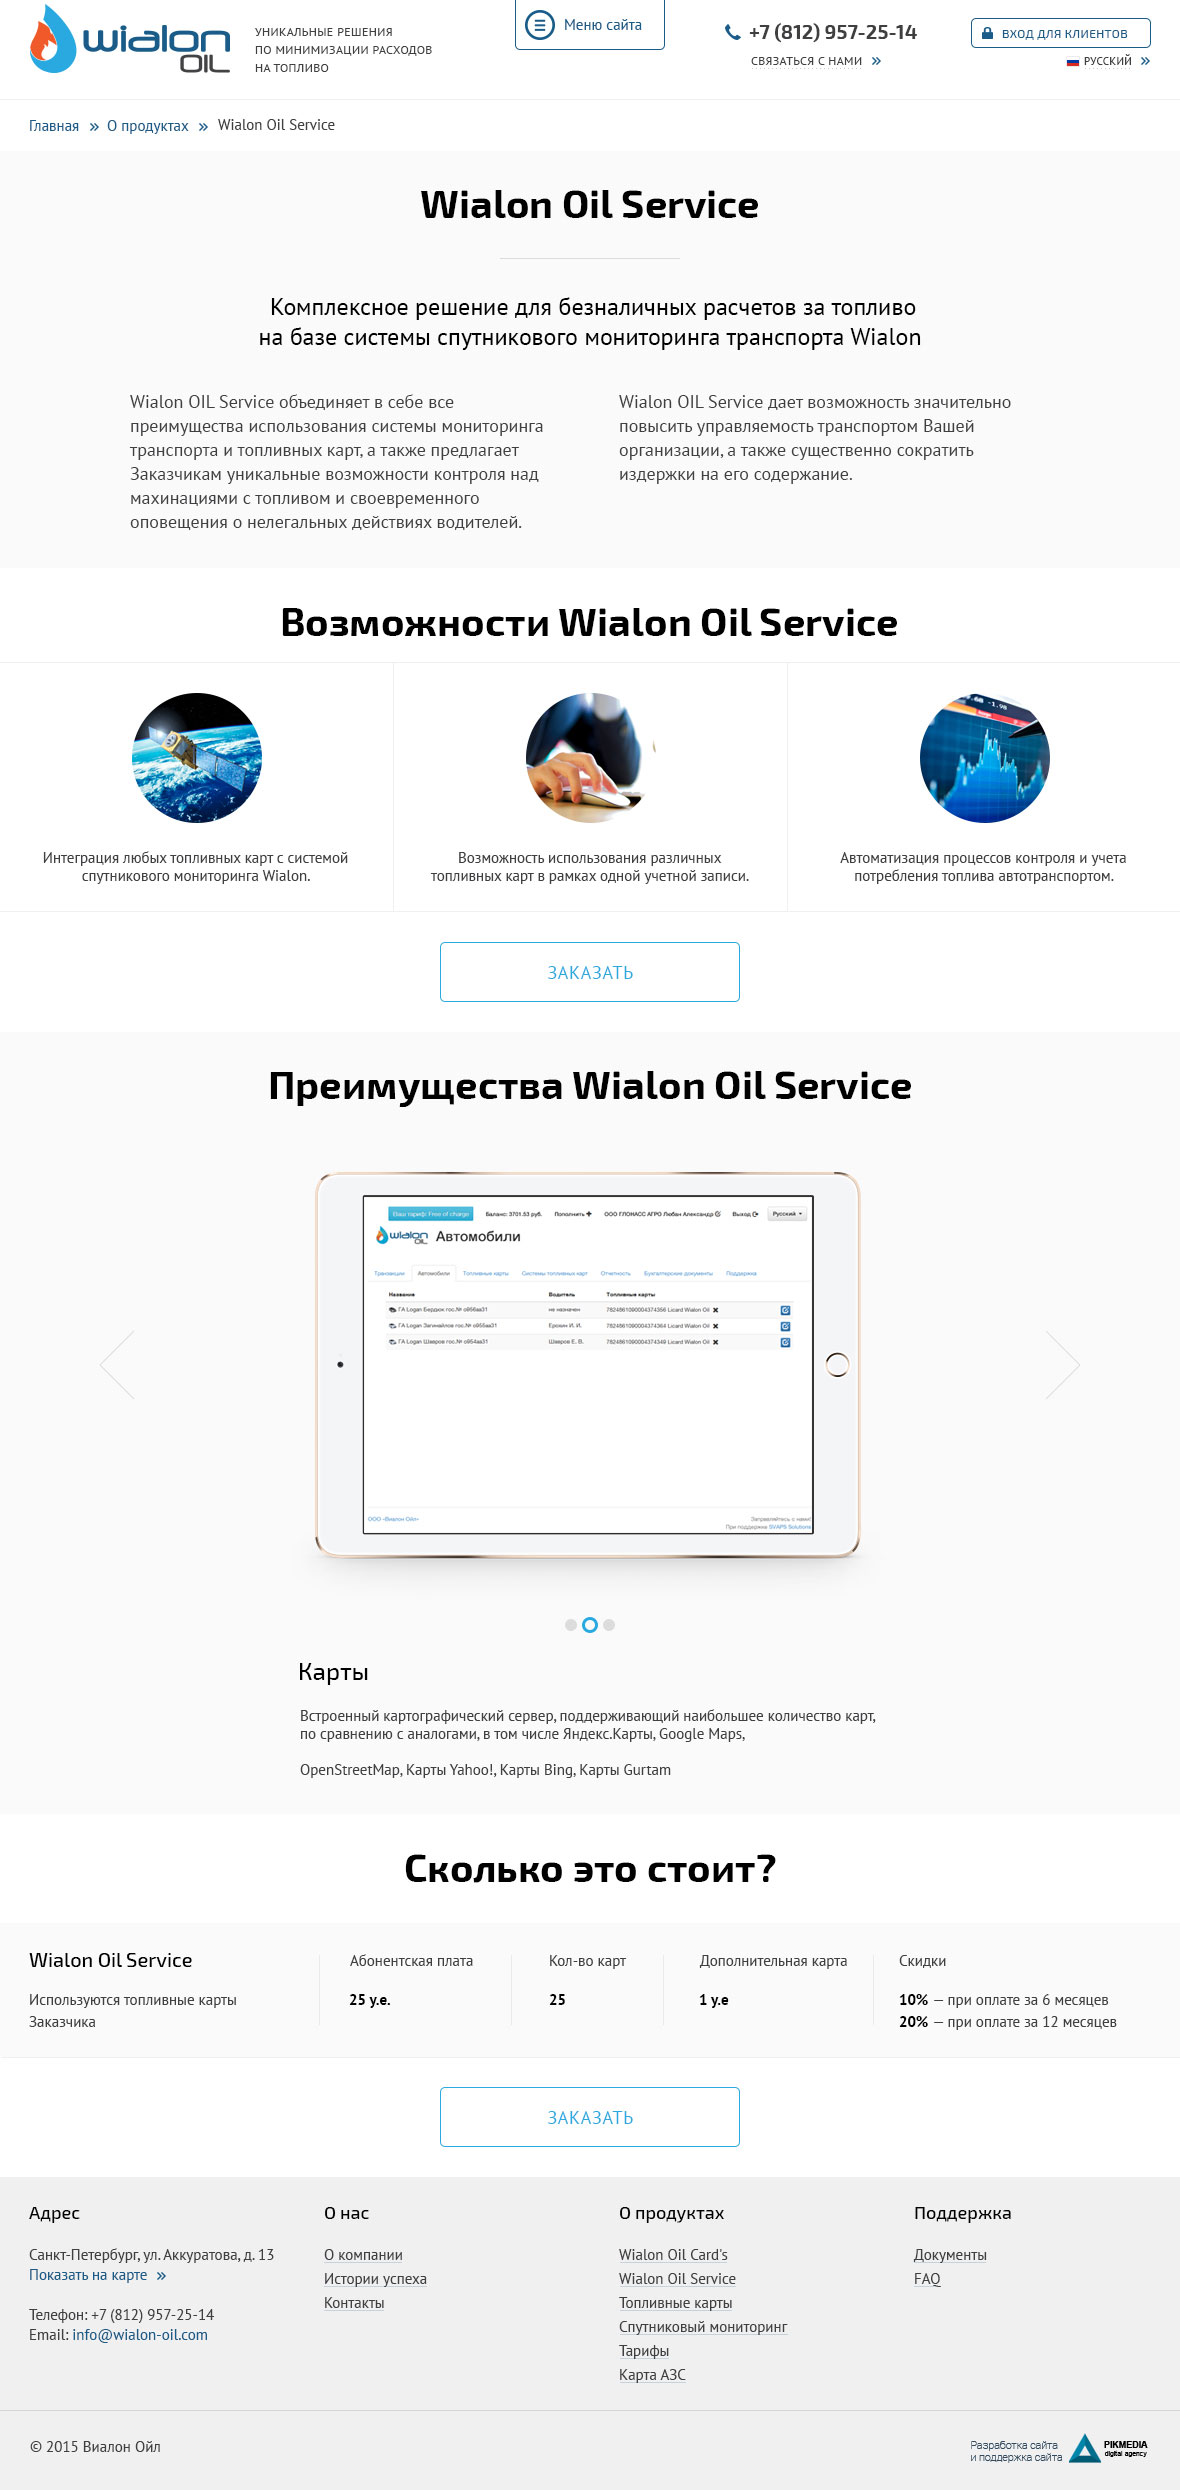 wialon
OIL
УНИКАЛЬНЫЕ РЕШЕНИЯ
ПО МИНИМИЗАЦИИ РАСХОДОВ
НА ТОПЛИВО
Меню сайта
+7 (812) 957-25-14
СВЯЗАТЬСЯ С НАМИ »
ВХОД ДЛЯ КЛИЕНТОВ
РУССКИЙ »
Главная » О продуктах » Wialon Oil Service
Wialon Oil Service
Комплексное решение для безналичных расчетов за топливо
на базе системы спутникового мониторинга транспорта Wialon
Wialon OIL Service объединяет в себе все
преимущества использования системы мониторинга
транспорта и топливных карт, а также предлагает
Заказчикам уникальные возможности контроля над
махинациями с топливом и своевременного
оповещения о нелегальных действиях водителей.
Wialon OIL Service дает возможность значительно
повысить управляемость транспортом Вашей
организации, а также существенно сократить
издержки на его содержание.
Возможности Wialon Oil Service
-1.98
Интеграция любых топливных карт с системой
спутникового мониторинга Wialon.
Возможность использования различных
топливных карт в рамках одной учетной записи.
Автоматизация процессов контроля и учета
потребления топлива автотранспортом.
ЗАКАЗАТЬ
Преимущества Wialon Oil Service
Ваш тариф: Free of charge Баланс: 3701.53 руб. Пополнить ООО ГЛОНАСС АГРО Любан Александр Выход Русский
wialon OIL Автомобили
Транзакции Автомобили Топливные карты Системы топливных карт Отчетность Бухгалтерские документы Поддержка
Название Водитель Топливные карты
ГА Logan Бердюк гос.№ о956аа31 не назначен 7824861090004374356 Licard Wialon Oil
ГА Logan Загинайлов гос.№ о955аа31 Ерохин И. И. 7824861090004374364 Licard Wialon Oil
ГА Logan Шваров гос.№ о954аа31 Шваров Е. В. 7824861090004374349 Licard Wialon Oil
ООО «Виалон Ойл»
Заправляйтесь с нами!
При поддержке SVAPS Solutions
Карты
Встроенный картографический сервер, поддерживающий наибольшее количество карт,
по сравнению с аналогами, в том числе Яндекс.Карты, Google Maps,
OpenStreetMap, Карты Yahoo!, Карты Bing, Карты Gurtam
Сколько это стоит?
Wialon Oil Service
Используются топливные карты
Заказчика
Абонентская плата
25 у.е.
Кол-во карт
25
Дополнительная карта
1 у.е
Скидки
10% — при оплате за 6 месяцев
20% — при оплате за 12 месяцев
ЗАКАЗАТЬ
Адрес
Санкт-Петербург, ул. Аккуратова, д. 13
Показать на карте »
Телефон: +7 (812) 957-25-14
Email: info@wialon-oil.com
О нас
О компании
Истории успеха
Контакты
О продуктах
Wialon Oil Card's
Wialon Oil Service
Топливные карты
Спутниковый мониторинг
Тарифы
Карта АЗС
Поддержка
Документы
FAQ
© 2015 Виалон Ойл
Разработка сайта
и поддержка сайта
PIKMEDIA
digital agency